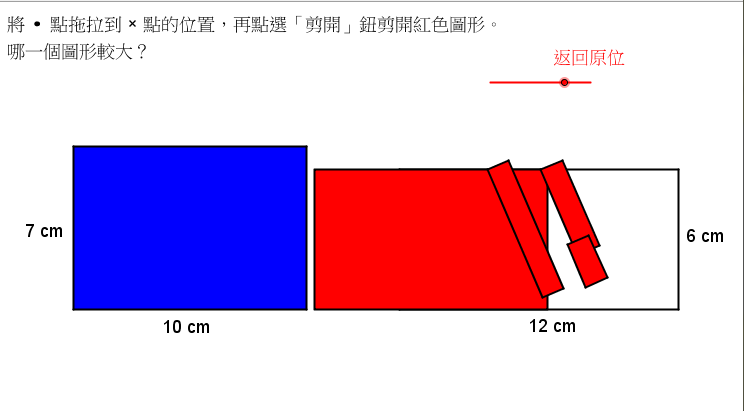 將 • 點拖拉到 × 點的位置，再點選「剪開」鈕剪開紅色圖形。
哪一個圖形較大？
返回原位
7 cm
6 cm
10 cm
12 cm